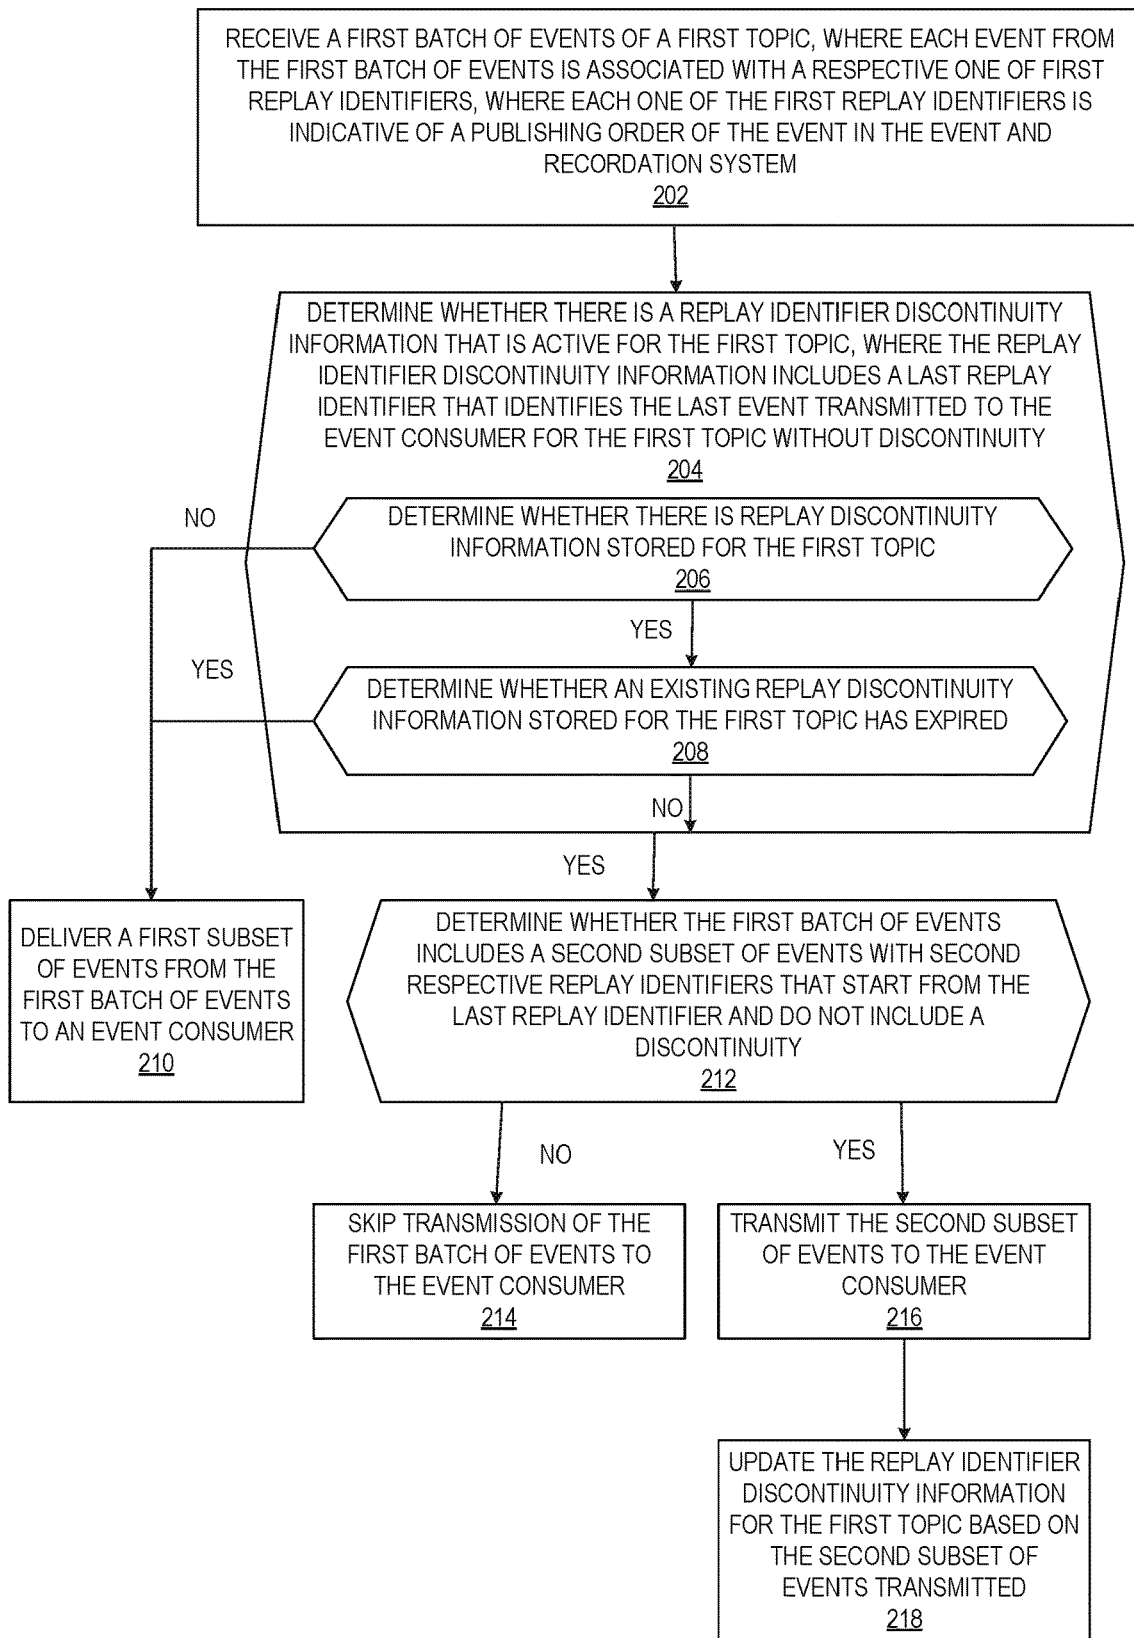 RECEIVE A FIRST BATCH OF EVENTS OF A FIRST TOPIC, WHERE EACH EVENT FROM
THE FIRST BATCH OF EVENTS IS ASSOCIATED WITH A RESPECTIVE ONE OF FIRST
REPLAY IDENTIFIERS, WHERE EACH ONE OF THE FIRST REPLAY IDENTIFIERS IS
INDICATIVE OF A PUBLISHING ORDER OF THE EVENT IN THE EVENT AND
RECORDATION SYSTEM
202
DETERMINE WHETHER THERE IS A REPLAY IDENTIFIER DISCONTINUITY
INFORMATION THAT IS ACTIVE FOR THE FIRST TOPIC, WHERE THE REPLAY
IDENTIFIER DISCONTINUITY INFORMATION INCLUDES A LAST REPLAY
IDENTIFIER THAT IDENTIFIES THE LAST EVENT TRANSMITTED TO THE
EVENT CONSUMER FOR THE FIRST TOPIC WITHOUT DISCONTINUITY
204
NO
DETERMINE WHETHER THERE IS REPLAY DISCONTINUITY
INFORMATION STORED FOR THE FIRST TOPIC
206
YES
YES
DETERMINE WHETHER AN EXISTING REPLAY DISCONTINUITY
INFORMATION STORED FOR THE FIRST TOPIC HAS EXPIRED
208
NO
YES
DELIVER A FIRST SUBSET
OF EVENTS FROM THE
FIRST BATCH OF EVENTS
TO AN EVENT CONSUMER
210
DETERMINE WHETHER THE FIRST BATCH OF EVENTS
INCLUDES A SECOND SUBSET OF EVENTS WITH SECOND
RESPECTIVE REPLAY IDENTIFIERS THAT START FROM THE
LAST REPLAY IDENTIFIER AND DO NOT INCLUDE A
DISCONTINUITY
212
NO
YES
SKIP TRANSMISSION OF THE
FIRST BATCH OF EVENTS TO
THE EVENT CONSUMER
214
TRANSMIT THE SECOND SUBSET
OF EVENTS TO THE EVENT
CONSUMER
216
UPDATE THE REPLAY IDENTIFIER
DISCONTINUITY INFORMATION
FOR THE FIRST TOPIC BASED ON
THE SECOND SUBSET OF
EVENTS TRANSMITTED
218